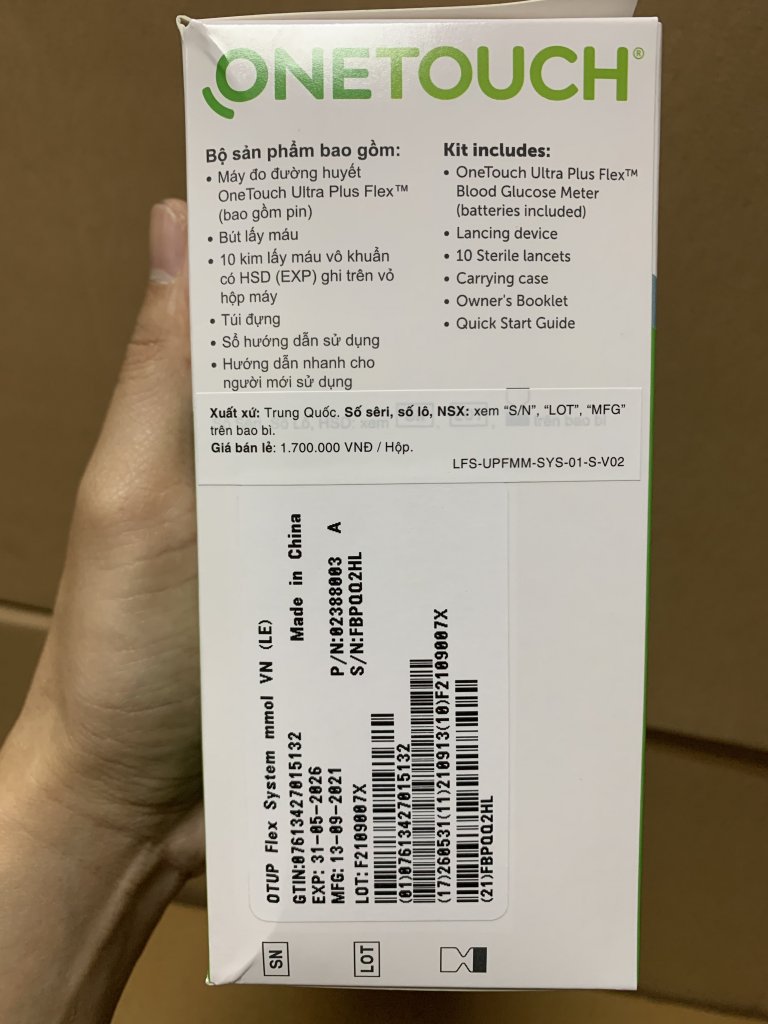 ONETOUCH®
Bộ sản phẩm bao gồm:
• Máy đo đường huyết
OneTouch Ultra Plus Flex™
(bao gồm pin)
• Bút lấy máu
• 10 kim lấy máu vô khuẩn
có HSD (EXP) ghi trên vỏ
hộp máy
• Túi đựng
• Sổ hướng dẫn sử dụng
• Hướng dẫn nhanh cho
người mới sử dụng
Kit includes:
• OneTouch Ultra Plus Flex™
Blood Glucose Meter
(batteries included)
• Lancing device
• 10 Sterile lancets
• Carrying case
• Owner's Booklet
• Quick Start Guide
Xuất xứ: Trung Quốc. Số sêri, số lô, NSX: xem “S/N”, “LOT”, “MFG”
trên bao bì.
Giá bán lẻ: 1.700.000 VNĐ / Hộp.
LFS-UPFMM-SYS-01-S-V02
OTUP Flex System mmol VN (LE)
Made in China
GTIN:07613427015132
EXP: 31-05-2026
MFG: 13-09-2021
P/N:02388003 A
LOT: F2109007X
S/N:FBPQQ2HL
(01)07613427015132
(17)260531(11)210913(10)F2109007X
(21)FBPQQ2HL
SN
LOT